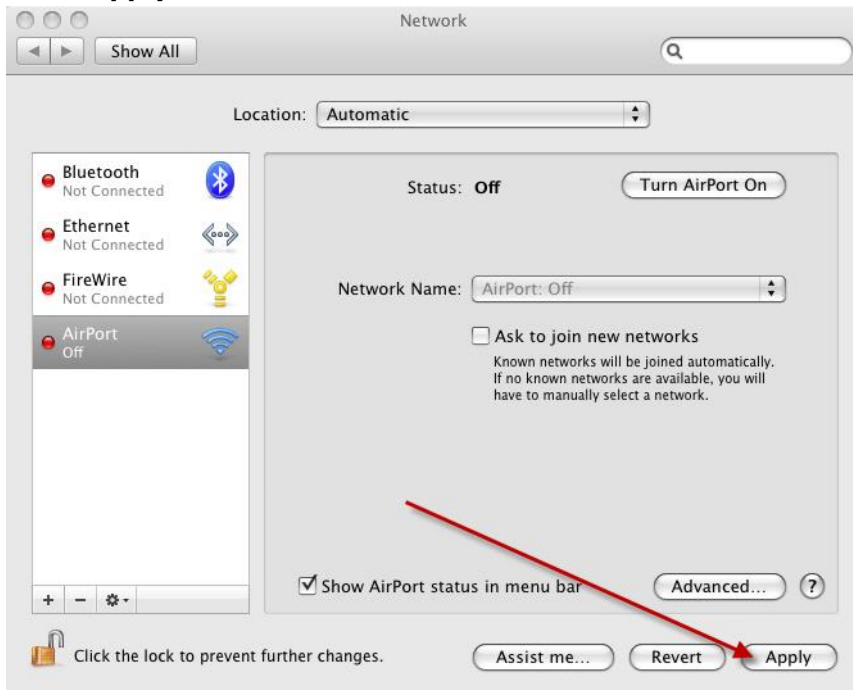 Network
Show All
Location: Automatic
Bluetooth
Not Connected
Ethernet
Not Connected
FireWire
Not Connected
AirPort
Off
Status: Off
Turn AirPort On
Network Name: AirPort: Off
Ask to join new networks
Known networks will be joined automatically.
If no known networks are available, you will
have to manually select a network.
Show AirPort status in menu bar
Advanced...
?
Click the lock to prevent further changes.
Assist me...
Revert
Apply